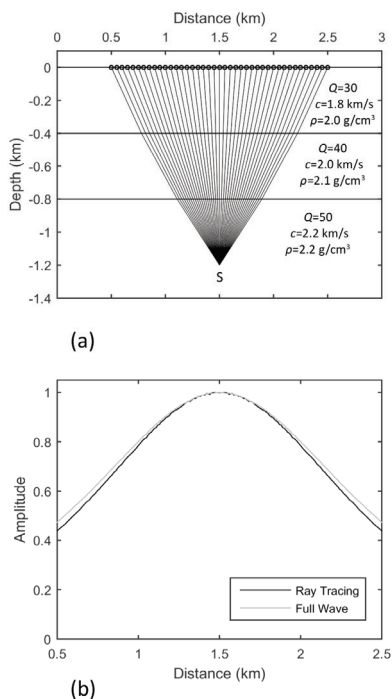 Distance (km)
0 0.5 1 1.5 2 2.5 3
0
-0.2
-0.4
-0.6
-0.8
-1
-1.2
-1.4
Depth (km)
Q=30
c=1.8 km/s
ρ=2.0 g/cm³
Q=40
c=2.0 km/s
ρ=2.1 g/cm³
Q=50
c=2.2 km/s
ρ=2.2 g/cm³
S
(a)
1
0.8
0.6
0.4
0.2
0
Amplitude
Ray Tracing
Full Wave
0.5 1 1.5 2 2.5
Distance (km)
(b)